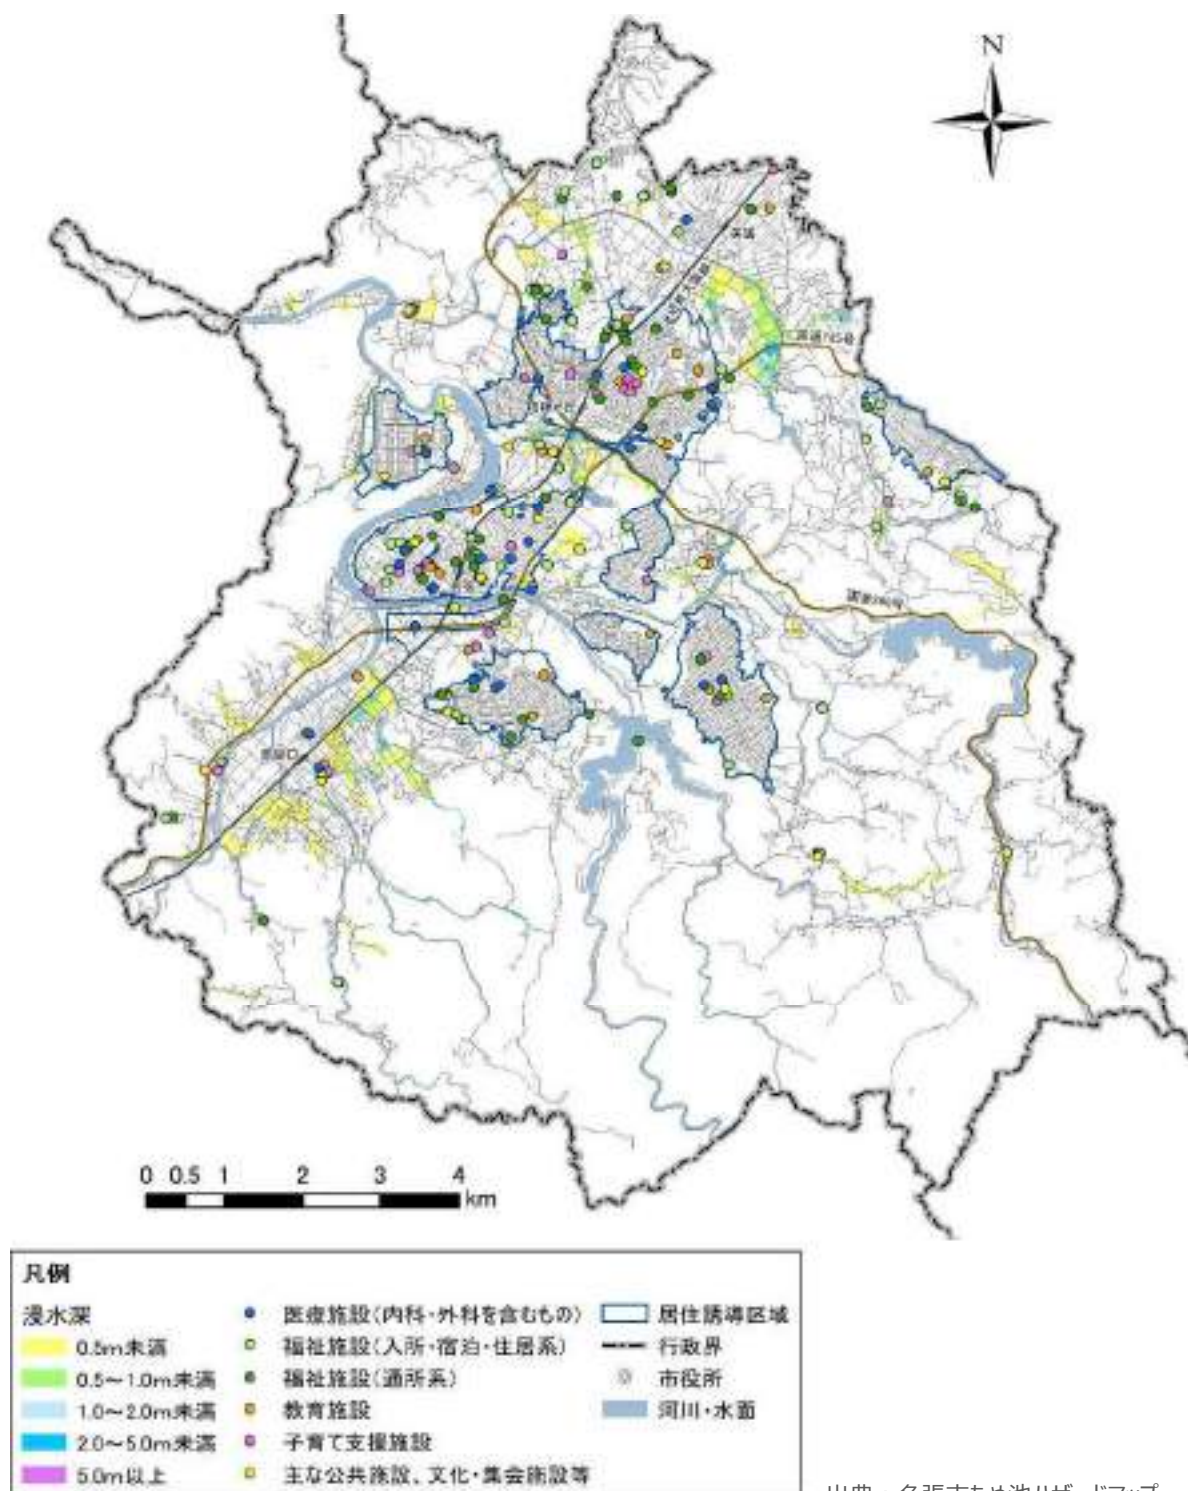 N
国道165号
0 0.5 1 2 3 4
km
凡例
浸水深
0.5m未満
0.5~1.0m未満
1.0~2.0m未満
2.0~5.0m未満
5.0m以上
医療施設(内科・外科を含むもの)
福祉施設(入所・宿泊・住居系)
福祉施設(通所系)
教育施設
子育て支援施設
主な公共施設、文化・集会施設等
居住誘導区域
行政界
市役所
河川・水面